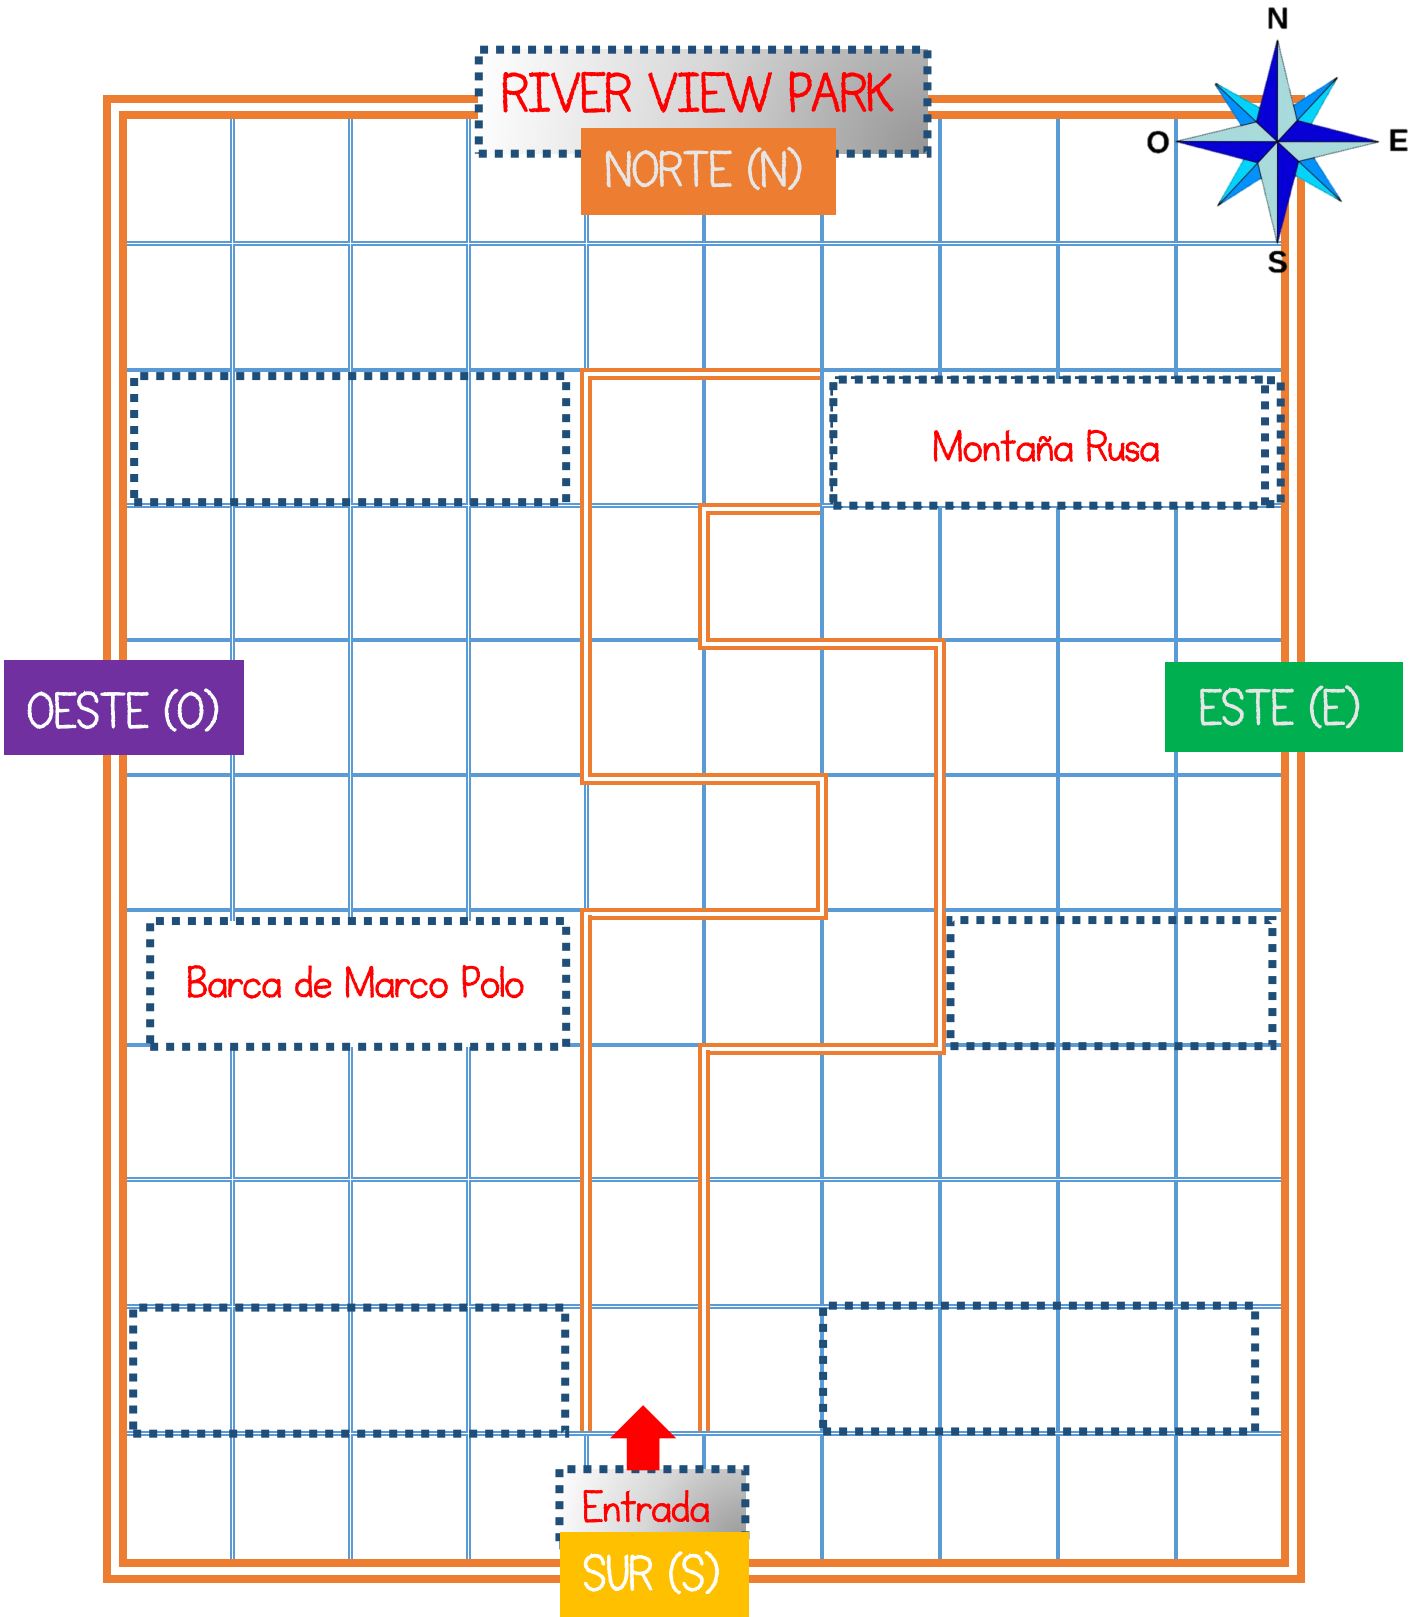 N
RIVER VIEW PARK
O
E
NORTE (N)
S
Montaña Rusa
OESTE (O)
ESTE (E)
Barca de Marco Polo
Entrada
SUR (S)